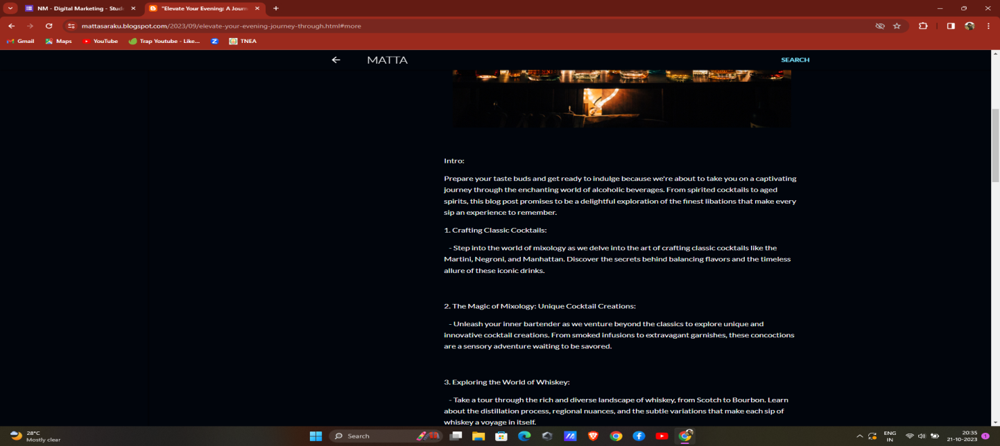 NM - Digital Marketing - Stude
"Elevate Your Evening: A Journ
mattasaraku.blogspot.com/2023/09/elevate-your-evening-journey-through.html#more
Gmail
Maps
YouTube
Trap Youtube - Like...
TNEA
MATTA
SEARCH
Intro:
Prepare your taste buds and get ready to indulge because we're about to take you on a captivating
journey through the enchanting world of alcoholic beverages. From spirited cocktails to aged
spirits, this blog post promises to be a delightful exploration of the finest libations that make every
sip an experience to remember.
1. Crafting Classic Cocktails:
- Step into the world of mixology as we delve into the art of crafting classic cocktails like the
Martini, Negroni, and Manhattan. Discover the secrets behind balancing flavors and the timeless
allure of these iconic drinks.
2. The Magic of Mixology: Unique Cocktail Creations:
- Unleash your inner bartender as we venture beyond the classics to explore unique and
innovative cocktail creations. From smoked infusions to extravagant garnishes, these concoctions
are a sensory adventure waiting to be savored.
3. Exploring the World of Whiskey:
- Take a tour through the rich and diverse landscape of whiskey, from Scotch to Bourbon. Learn
about the distillation process, regional nuances, and the subtle variations that make each sip of
whiskey a voyage in itself.
28°C
Mostly clear
Search
ENG
IN
20:35
21-10-2023
1